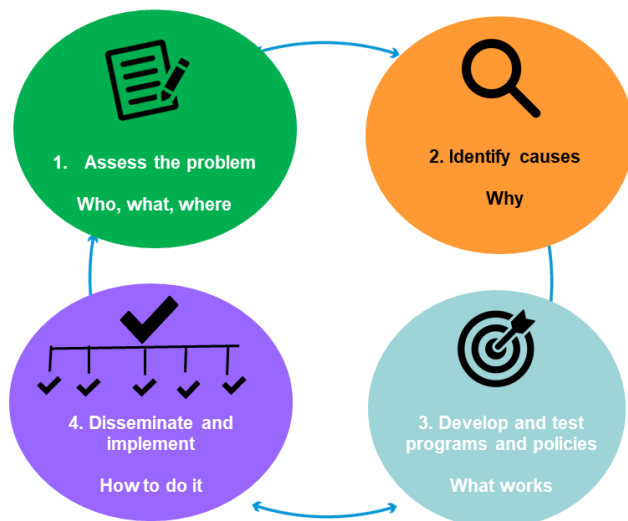 1. Assess the problem
Who, what, where
2. Identify causes
Why
3. Develop and test
programs and policies
What works
4. Disseminate and
implement
How to do it